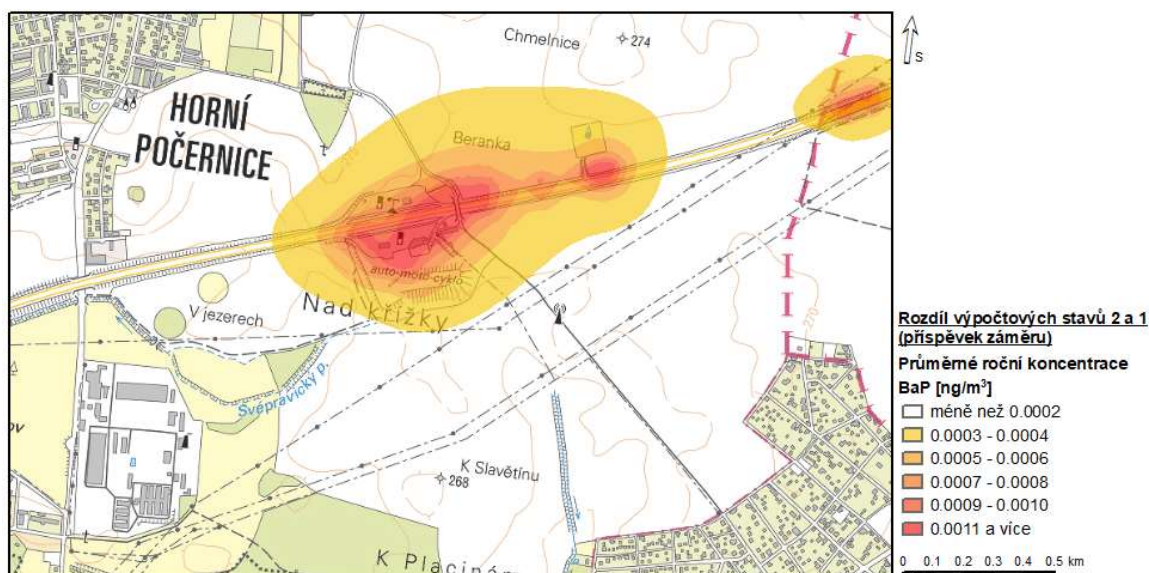 Chmelnice
274
S
HORNÍ
POČERNICE
Beranka
auto-moto-cyklo
Nad křížky
V jezerech
Svépravický p.
270
K Slavětínu
268
Rozdíl výpočtových stavů 2 a 1
(příspěvek záměru)
Průměrné roční koncentrace
BaP [ng/m³]
méně než 0.0002
0.0003 - 0.0004
0.0005 - 0.0006
0.0007 - 0.0008
0.0009 - 0.0010
0.0011 a více
0 0.1 0.2 0.3 0.4 0.5 km